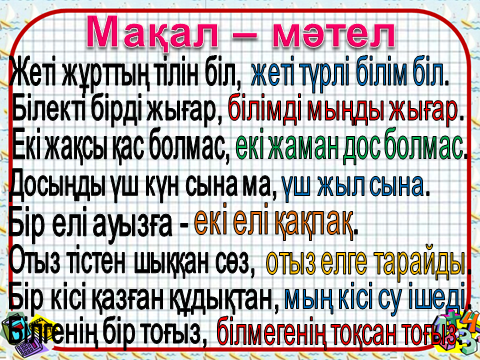 Мақал – мәтел
Жеті жұрттың тілін біл, жеті түрлі білім біл.
Білекті бірді жығар, білімді мыңды жығар.
Екі жақсы қас болмас, екі жаман дос болмас.
Досыңды үш күн сына ма, үш жыл сына.
Бір елі ауызға - екі елі қақпақ.
Отыз тістен шыққан сөз, отыз елге тарайды.
Бір кісі қазған құдықтан, мың кісі су ішеді.
Білгенің бір тоғыз, білмегенің тоқсан тоғыз.